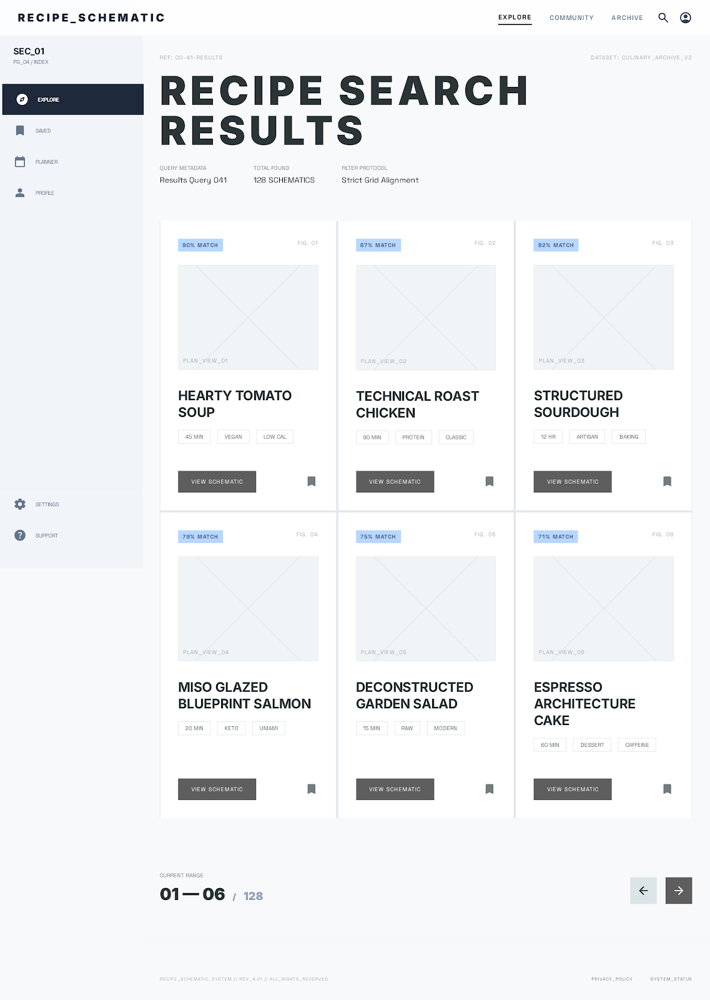 RECIPE_SCHEMATIC
EXPLORE
COMMUNITY
ARCHIVE
SEC_01
PG_04 / INDEX
EXPLORE
SAVED
PLANNER
PROFILE
SETTINGS
SUPPORT
REF: 00-41-RESULTS
DATASET: CULINARY_ARCHIVE_V2
RECIPE SEARCH
RESULTS
QUERY METADATA
Results Query 041
TOTAL FOUND
128 SCHEMATICS
FILTER PROTOCOL
Strict Grid Alignment
90% MATCH
FIG. 01
PLAN_VIEW_01
HEARTY TOMATO
SOUP
45 MIN
VEGAN
LOW CAL
VIEW SCHEMATIC
87% MATCH
FIG. 02
PLAN_VIEW_02
TECHNICAL ROAST
CHICKEN
90 MIN
PROTEIN
CLASSIC
VIEW SCHEMATIC
82% MATCH
FIG. 03
PLAN_VIEW_03
STRUCTURED
SOURDOUGH
12 HR
ARTISAN
BAKING
VIEW SCHEMATIC
79% MATCH
FIG. 04
PLAN_VIEW_04
MISO GLAZED
BLUEPRINT SALMON
20 MIN
KETO
UMAMI
VIEW SCHEMATIC
75% MATCH
FIG. 05
PLAN_VIEW_05
DECONSTRUCTED
GARDEN SALAD
15 MIN
RAW
MODERN
VIEW SCHEMATIC
71% MATCH
FIG. 06
PLAN_VIEW_06
ESPRESSO
ARCHITECTURE
CAKE
60 MIN
DESSERT
CAFFEINE
VIEW SCHEMATIC
CURRENT RANGE
01 — 06 / 128
RECIPE_SCHEMATIC_SYSTEM // REV_4.01 // ALL_RIGHTS_RESERVED
PRIVACY_POLICY
SYSTEM_STATUS